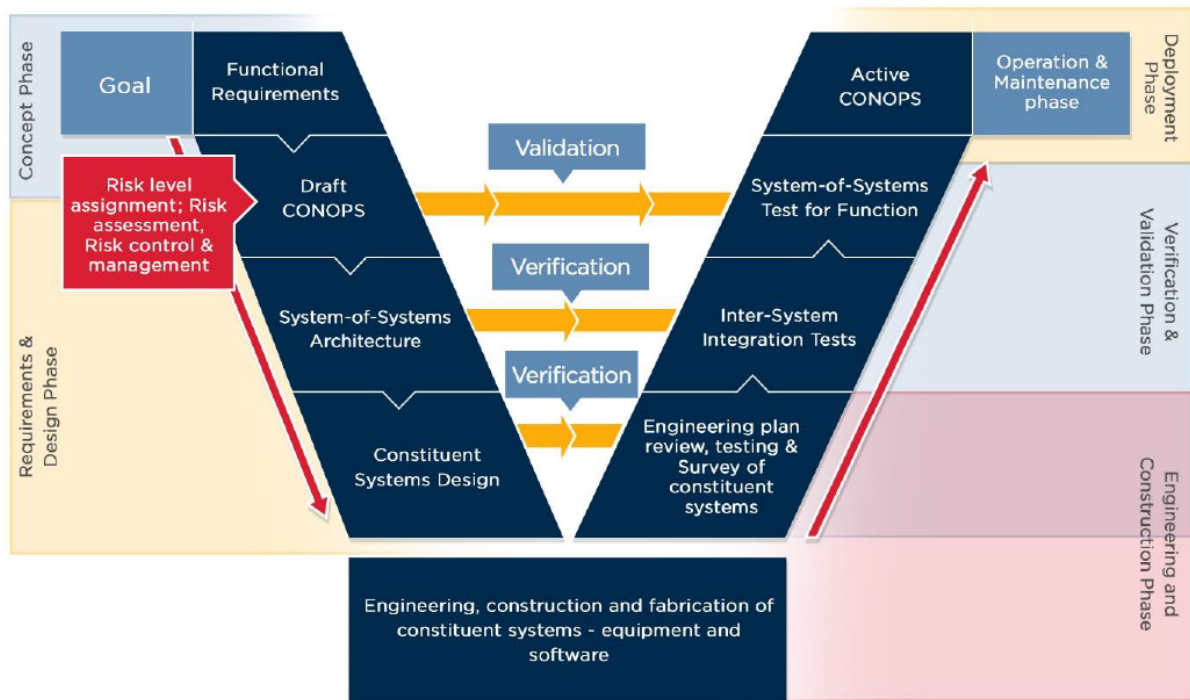 Concept Phase
Goal
Functional
Requirements
Risk level
assignment; Risk
assessment,
Risk control &
management
Draft
CONOPS
Requirements &
Design Phase
System-of-Systems
Architecture
Constituent
Systems Design
Validation
Verification
Verification
Active
CONOPS
Operation &
Maintenance
phase
Deployment
Phase
System-of-Systems
Test for Function
Inter-System
Integration Tests
Verification &
Validation Phase
Engineering plan
review, testing &
Survey of
constituent
systems
Engineering and
Construction Phase
Engineering, construction and fabrication of
constituent systems - equipment and
software